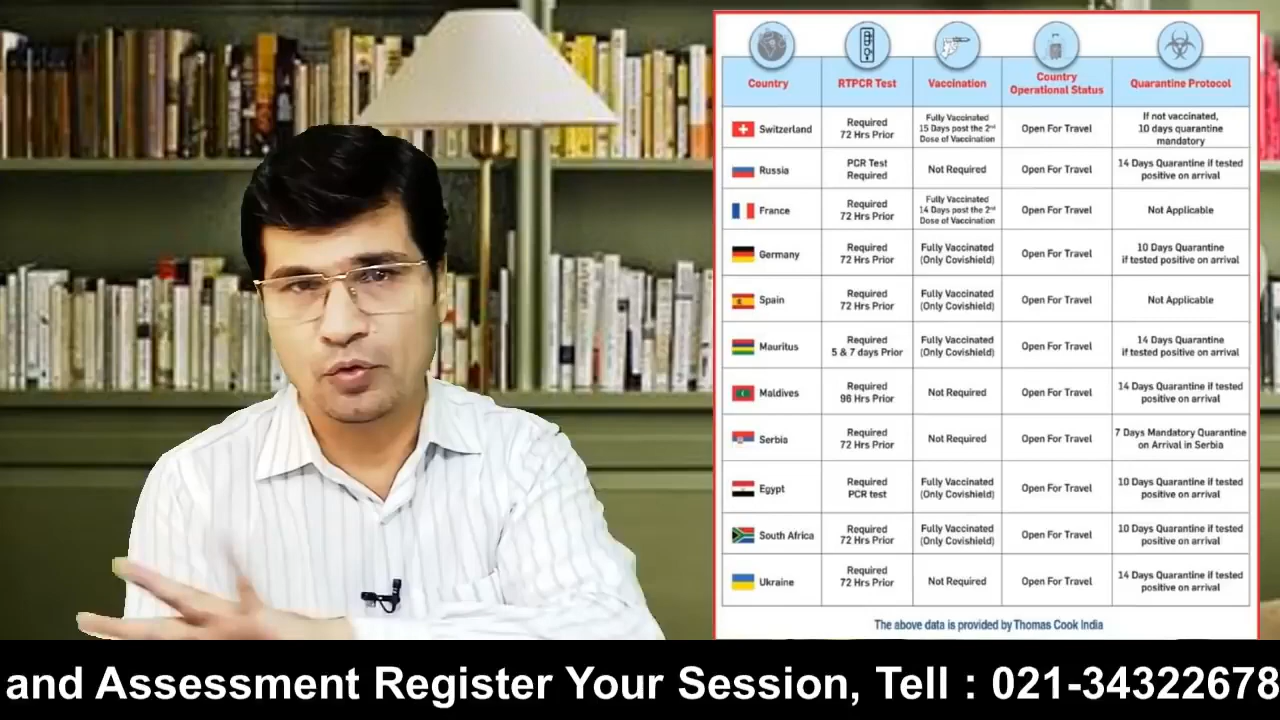 Country RTPCR Test Vaccination Country Operational Status Quarantine Protocol
Switzerland Required 72 Hrs Prior Fully Vaccinated 15 Days post the 2nd Dose of Vaccination Open For Travel If not vaccinated, 10 days quarantine mandatory
Russia PCR Test Required Not Required Open For Travel 14 Days Quarantine if tested positive on arrival
France Required 72 Hrs Prior Fully Vaccinated 14 Days post the 2nd Dose of Vaccination Open For Travel Not Applicable
Germany Required 72 Hrs Prior Fully Vaccinated (Only Covishield) Open For Travel 10 Days Quarantine if tested positive on arrival
Spain Required 72 Hrs Prior Fully Vaccinated (Only Covishield) Open For Travel Not Applicable
Mauritus Required 5 & 7 days Prior Fully Vaccinated (Only Covishield) Open For Travel 14 Days Quarantine if tested positive on arrival
Maldives Required 96 Hrs Prior Not Required Open For Travel 14 Days Quarantine if tested positive on arrival
Serbia Required 72 Hrs Prior Not Required Open For Travel 7 Days Mandatory Quarantine on Arrival in Serbia
Egypt Required PCR test Fully Vaccinated (Only Covishield) Open For Travel 10 Days Quarantine if tested positive on arrival
South Africa Required 72 Hrs Prior Fully Vaccinated (Only Covishield) Open For Travel 10 Days Quarantine if tested positive on arrival
Ukraine Required 72 Hrs Prior Not Required Open For Travel 14 Days Quarantine if tested positive on arrival
The above data is provided by Thomas Cook India
and Assessment Register Your Session, Tell : 021-34322678